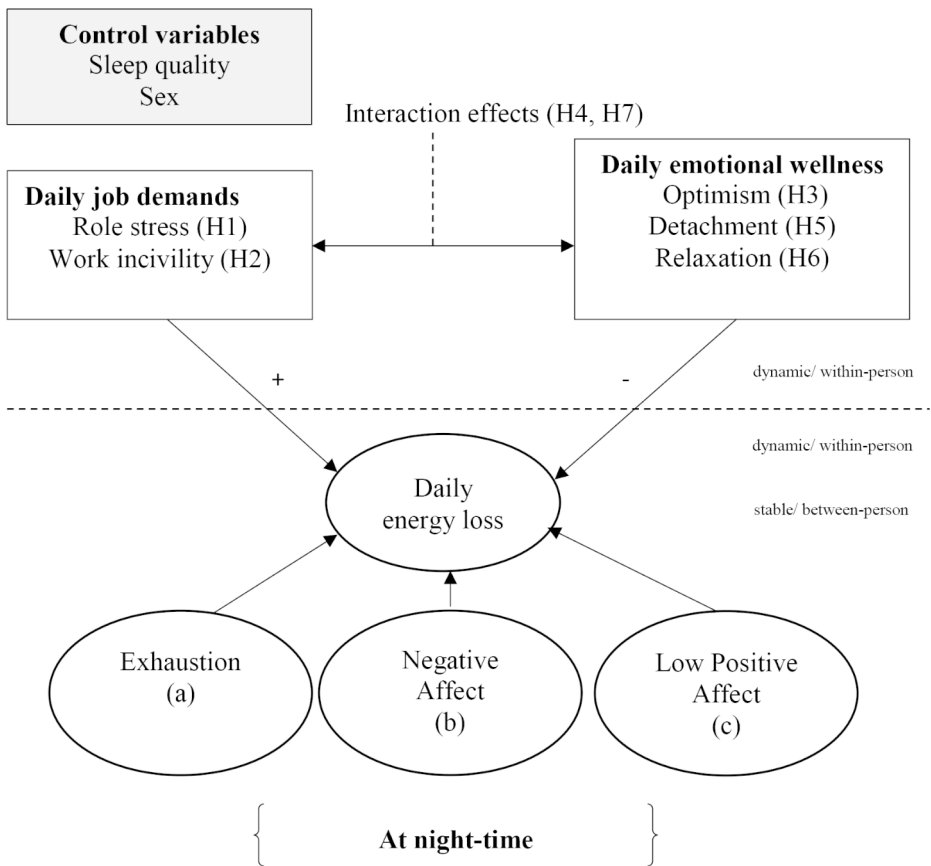 Control variables
Sleep quality
Sex
Interaction effects (H4, H7)
Daily job demands
Role stress (H1)
Work incivility (H2)
Daily emotional wellness
Optimism (H3)
Detachment (H5)
Relaxation (H6)
+
-
dynamic/ within-person
dynamic/ within-person
stable/ between-person
Daily
energy loss
Exhaustion
(a)
Negative
Affect
(b)
Low Positive
Affect
(c)
At night-time